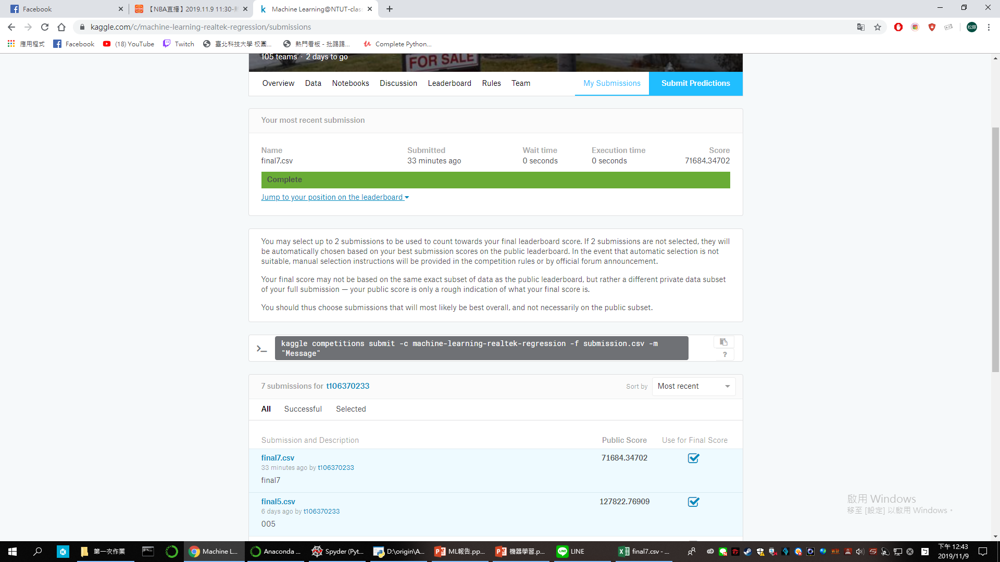 Facebook
【NBA直播】2019.11.9 11:30-
Machine Learning@NTUT-clas
kaggle.com/c/machine-learning-realtek-regression/submissions
應用程式
Facebook
(18) YouTube
Twitch
臺北科技大學 校園...
熱門看板 - 批踢踢...
Complete Python...
105 teams · 2 days to go
FOR SALE
Overview Data Notebooks Discussion Leaderboard Rules Team My Submissions Submit Predictions
Your most recent submission
Name Submitted Wait time Execution time Score
final7.csv 33 minutes ago 0 seconds 0 seconds 71684.34702
Complete
Jump to your position on the leaderboard
You may select up to 2 submissions to be used to count towards your final leaderboard score. If 2 submissions are not selected, they will
be automatically chosen based on your best submission scores on the public leaderboard. In the event that automatic selection is not
suitable, manual selection instructions will be provided in the competition rules or by official forum announcement.
Your final score may not be based on the same exact subset of data as the public leaderboard, but rather a different private data subset
of your full submission — your public score is only a rough indication of what your final score is.
You should thus choose submissions that will most likely be best overall, and not necessarily on the public subset.
>_ kaggle competitions submit -c machine-learning-realtek-regression -f submission.csv -m
"Message"
?
7 submissions for t106370233 Sort by Most recent
All Successful Selected
Submission and Description Public Score Use for Final Score
final7.csv 71684.34702
33 minutes ago by t106370233
final7
final5.csv 127822.76909
6 days ago by t106370233
005
啟用 Windows
移至 [設定] 以啟用 Windows。
第一次作業
Machine L...
Anaconda ...
Spyder (Pyt...
D:\origin\A...
ML報告.pp...
機器學習.p...
LINE
final7.csv - ...
下午 12:43
2019/11/9